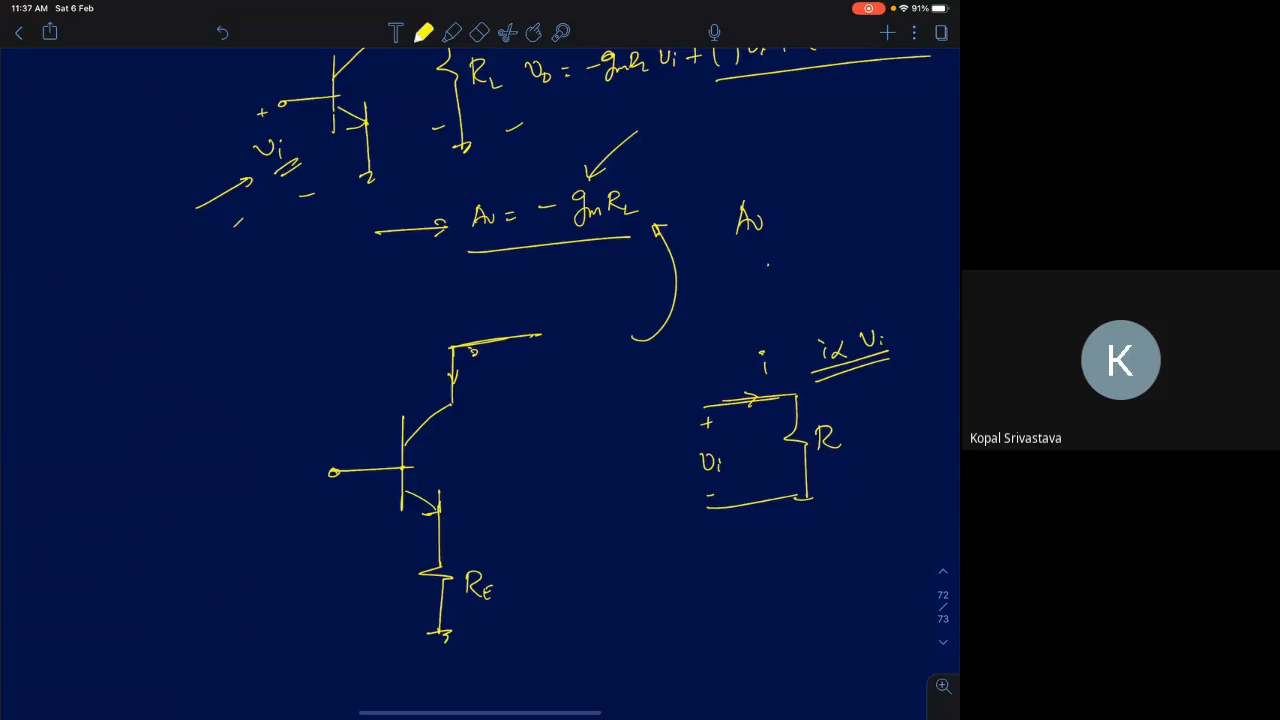 11:37 AM Sat 6 Feb
91%
R_L v_o = -g_m R_L v_i + ( ) v_i
+
v_i
-
A_v = - g_m R_L
A_v
i
i ∝ v_i
+
v_i
-
R
R_E
72
/
73
K
Kopal Srivastava